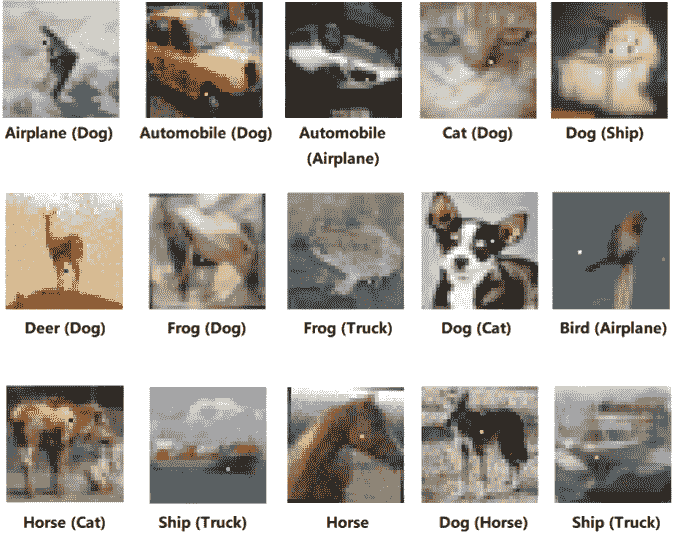 Airplane (Dog)
Automobile (Dog)
Automobile
(Airplane)
Cat (Dog)
Dog (Ship)
Deer (Dog)
Frog (Dog)
Frog (Truck)
Dog (Cat)
Bird (Airplane)
Horse (Cat)
Ship (Truck)
Horse
Dog (Horse)
Ship (Truck)